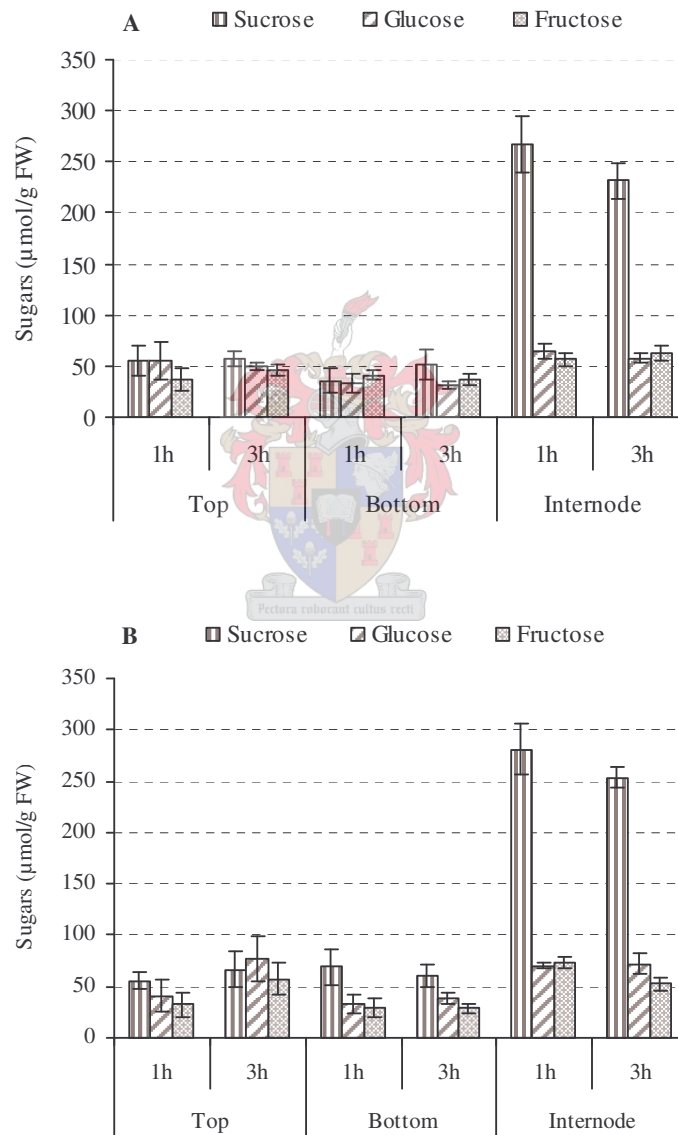 A Sucrose Glucose Fructose
350
300
250
200
150
100
50
0
Sugars (µmol/g FW)
1h 3h 1h 3h 1h 3h
Top Bottom Internode
Pectora roborant cultus recti
B Sucrose Glucose Fructose
350
300
250
200
150
100
50
0
Sugars (µmol/g FW)
1h 3h 1h 3h 1h 3h
Top Bottom Internode